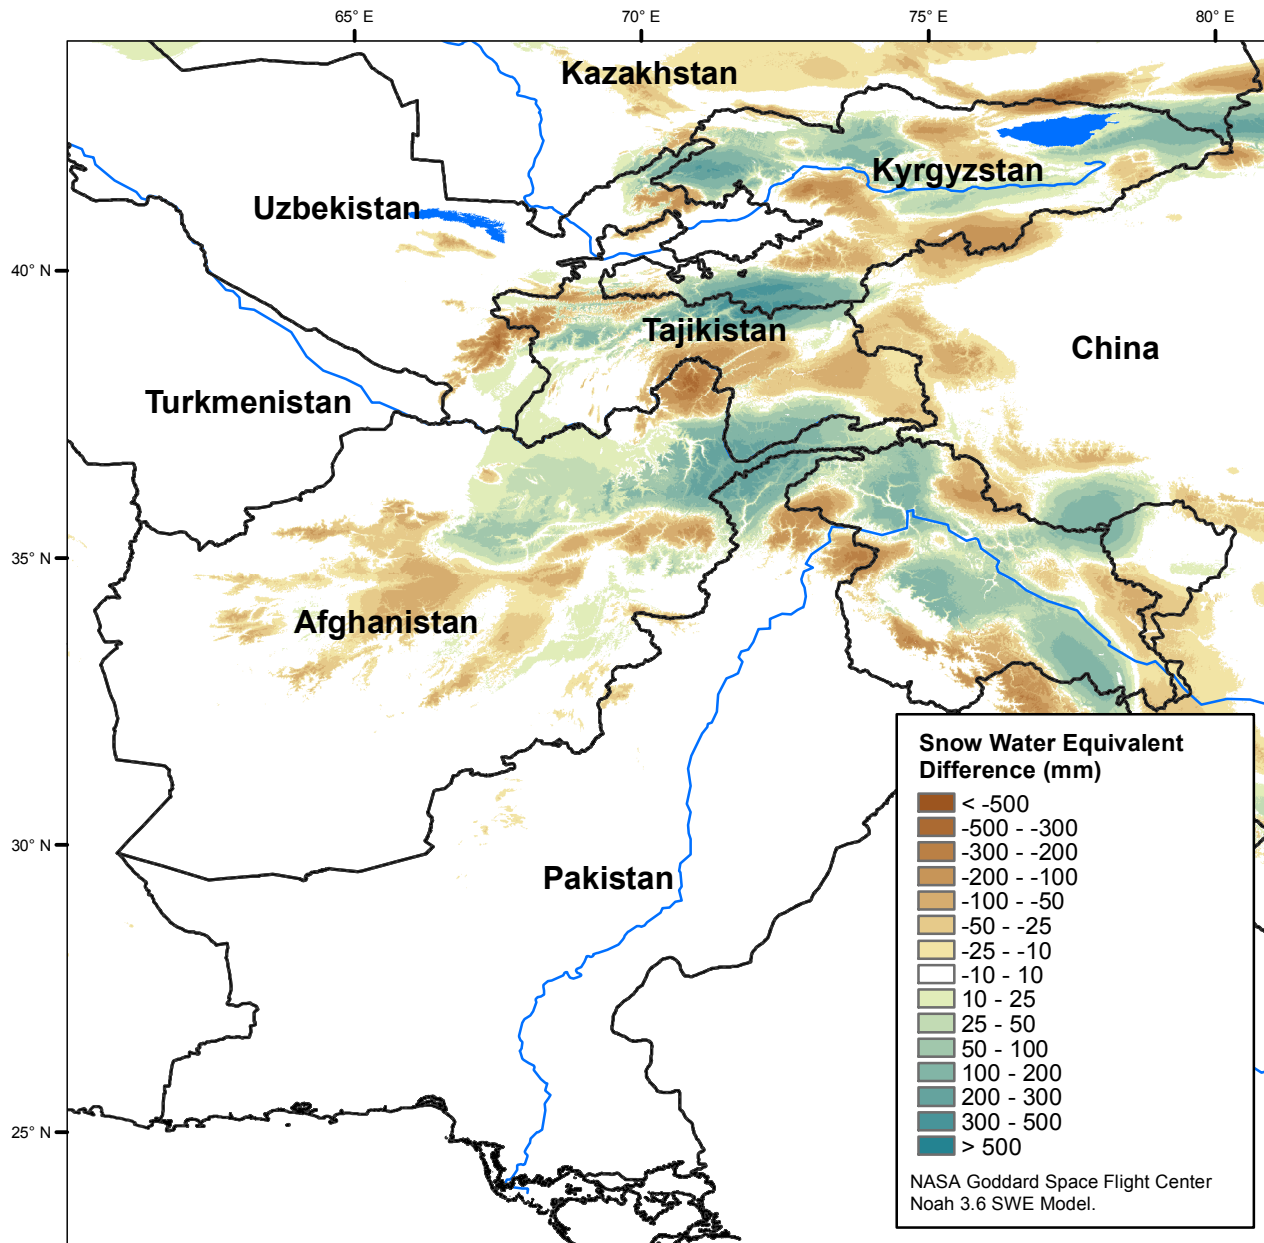 65° E
70° E
75° E
80° E
Kazakhstan
Kyrgyzstan
Uzbekistan
40° N
Tajikistan
China
Turkmenistan
35° N
Afghanistan
Snow Water Equivalent
Difference (mm)
< -500
-500 - -300
-300 - -200
-200 - -100
-100 - -50
-50 - -25
-25 - -10
-10 - 10
10 - 25
25 - 50
50 - 100
100 - 200
200 - 300
300 - 500
> 500
NASA Goddard Space Flight Center
Noah 3.6 SWE Model.
30° N
Pakistan
25° N